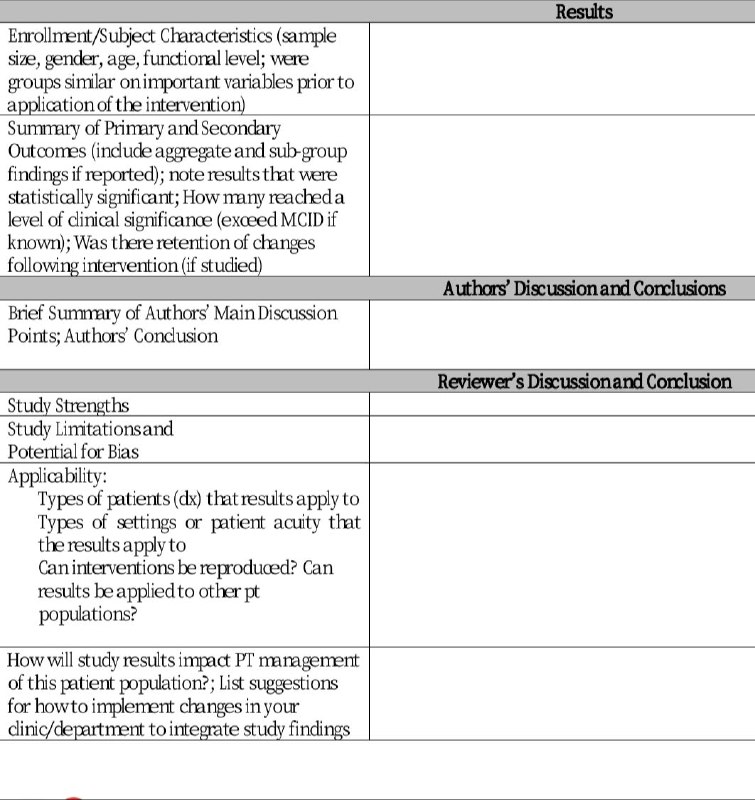 Results
Enrollment/Subject Characteristics (sample
size, gender, age, functional level; were
groups similar on important variables prior to
application of the intervention)
Summary of Primary and Secondary
Outcomes (include aggregate and sub-group
findings if reported); note results that were
statistically significant; How many reached a
level of clinical significance (exceed MCID if
known); Was there retention of changes
following intervention (if studied)
Authors' Discussion and Conclusions
Brief Summary of Authors' Main Discussion
Points; Authors' Conclusion
Reviewer's Discussion and Conclusion
Study Strengths
Study Limitations and
Potential for Bias
Applicability:
Types of patients (dx) that results apply to
Types of settings or patient acuity that
the results apply to
Can interventions be reproduced? Can
results be applied to other pt
populations?
How will study results impact PT management
of this patient population?; List suggestions
for how to implement changes in your
clinic/department to integrate study findings